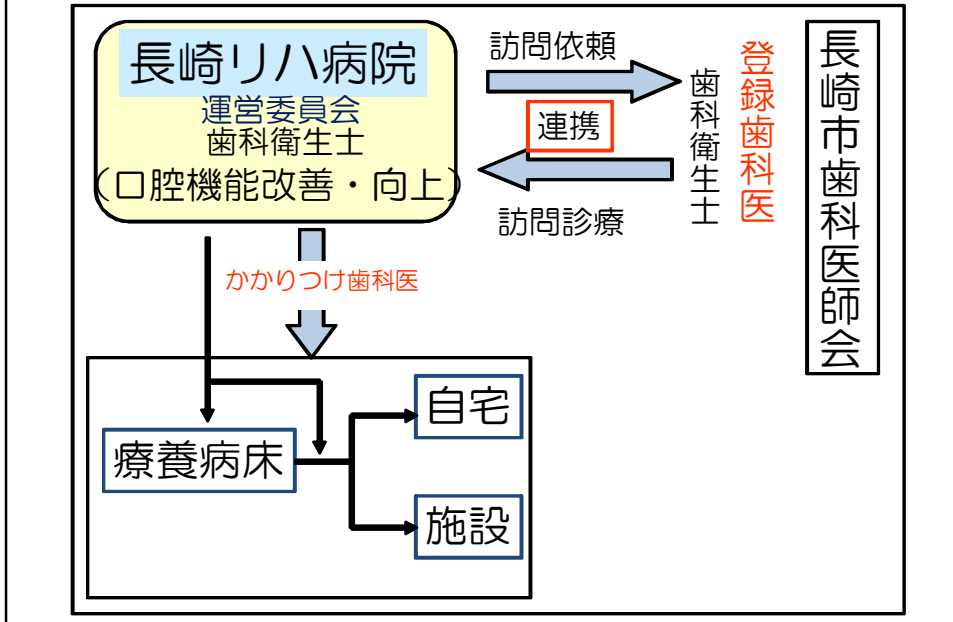 長崎リハ病院
運営委員会
歯科衛生士
（口腔機能改善・向上）
訪問依頼
連携
訪問診療
歯科衛生士
登録歯科医
長崎市歯科医師会
かかりつけ歯科医
療養病床
自宅
施設